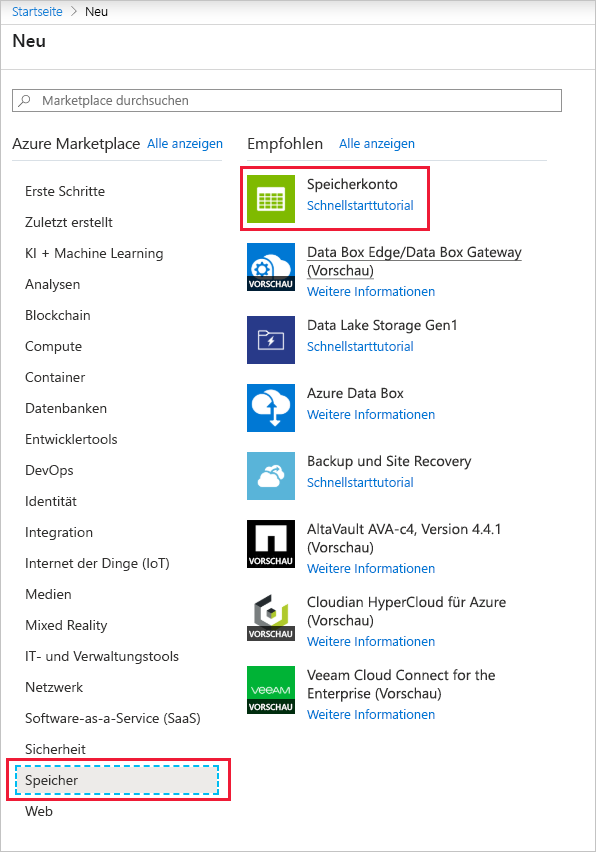 Startseite > Neu
Neu
Marketplace durchsuchen
Azure Marketplace Alle anzeigen
Erste Schritte
Zuletzt erstellt
KI + Machine Learning
Analysen
Blockchain
Compute
Container
Datenbanken
Entwicklertools
DevOps
Identität
Integration
Internet der Dinge (IoT)
Medien
Mixed Reality
IT- und Verwaltungstools
Netzwerk
Software-as-a-Service (SaaS)
Sicherheit
Speicher
Web
Empfohlen Alle anzeigen
Speicherkonto
Schnellstarttutorial
VORSCHAU
Data Box Edge/Data Box Gateway
(Vorschau)
Weitere Informationen
Data Lake Storage Gen1
Schnellstarttutorial
Azure Data Box
Weitere Informationen
Backup und Site Recovery
Schnellstarttutorial
VORSCHAU
AltaVault AVA-c4, Version 4.4.1
(Vorschau)
Weitere Informationen
VORSCHAU
Cloudian HyperCloud für Azure
(Vorschau)
Weitere Informationen
veeAM
VORSCHAU
Veeam Cloud Connect for the
Enterprise (Vorschau)
Weitere Informationen